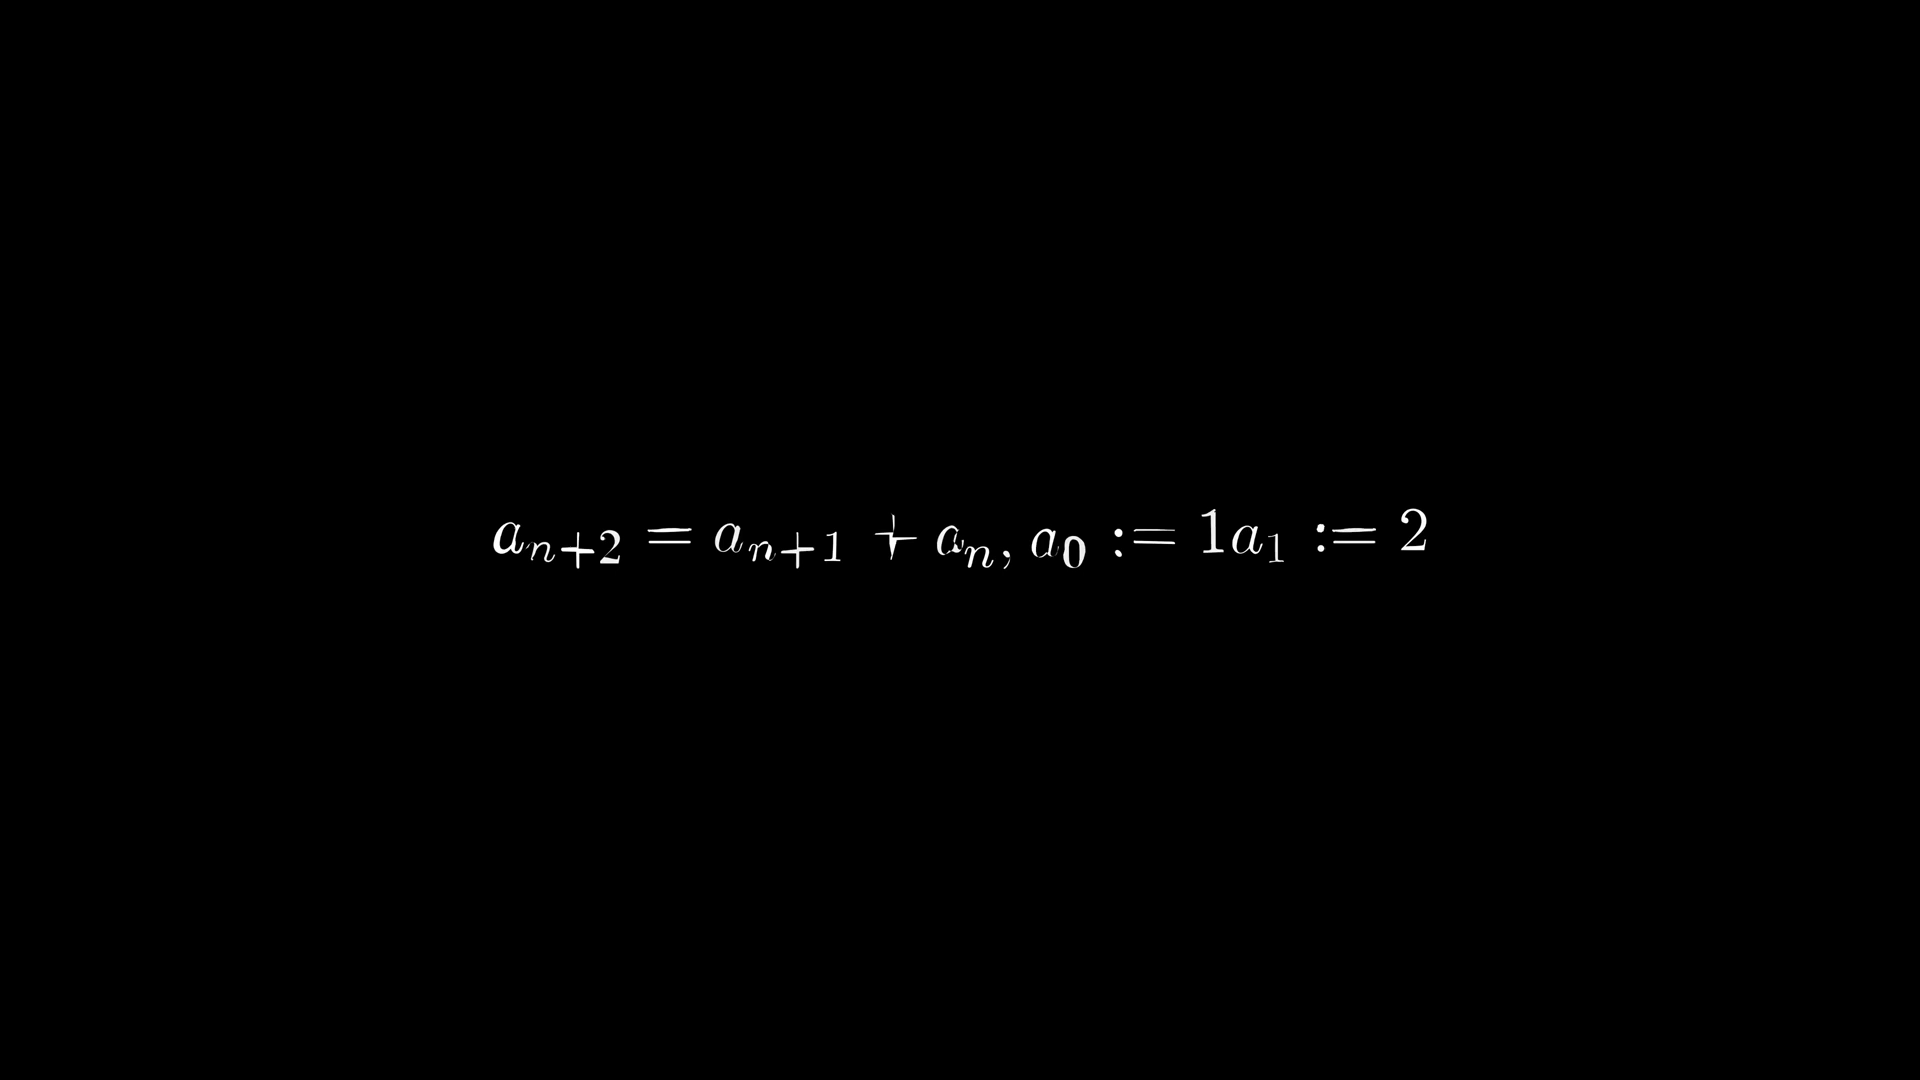 a_{n+2} = a_{n+1} + a_n, a_0 := 1a_1 := 2